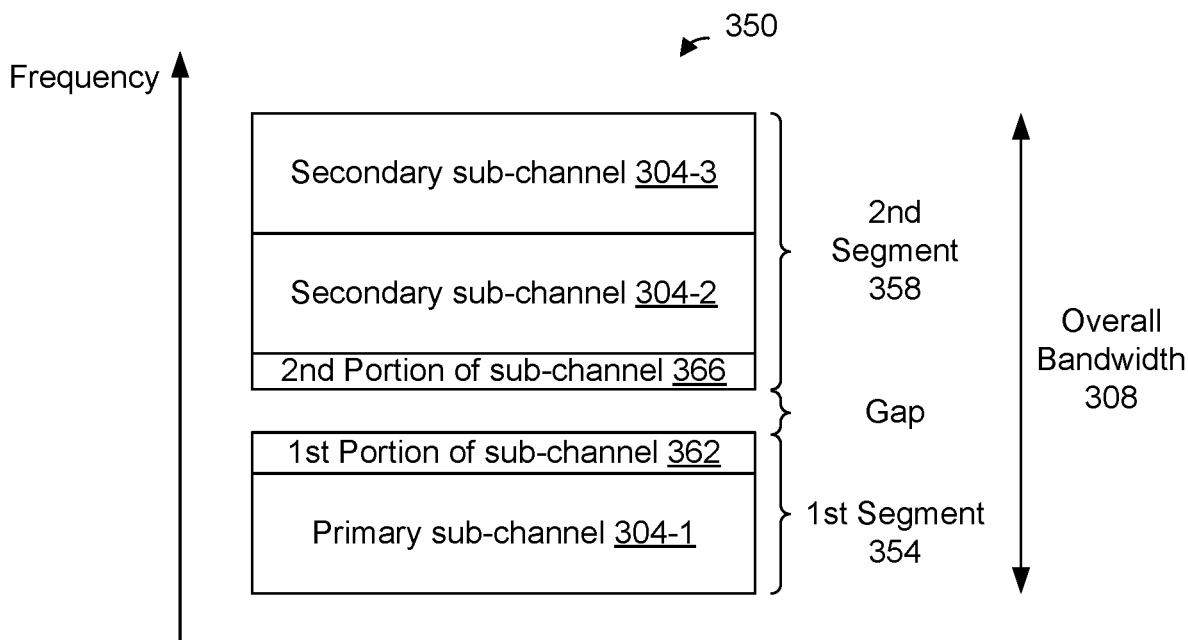 350
Frequency
Secondary sub-channel 304-3
Secondary sub-channel 304-2
2nd Portion of sub-channel 366
1st Portion of sub-channel 362
Primary sub-channel 304-1
2nd
Segment
358
Gap
1st Segment
354
Overall
Bandwidth
308